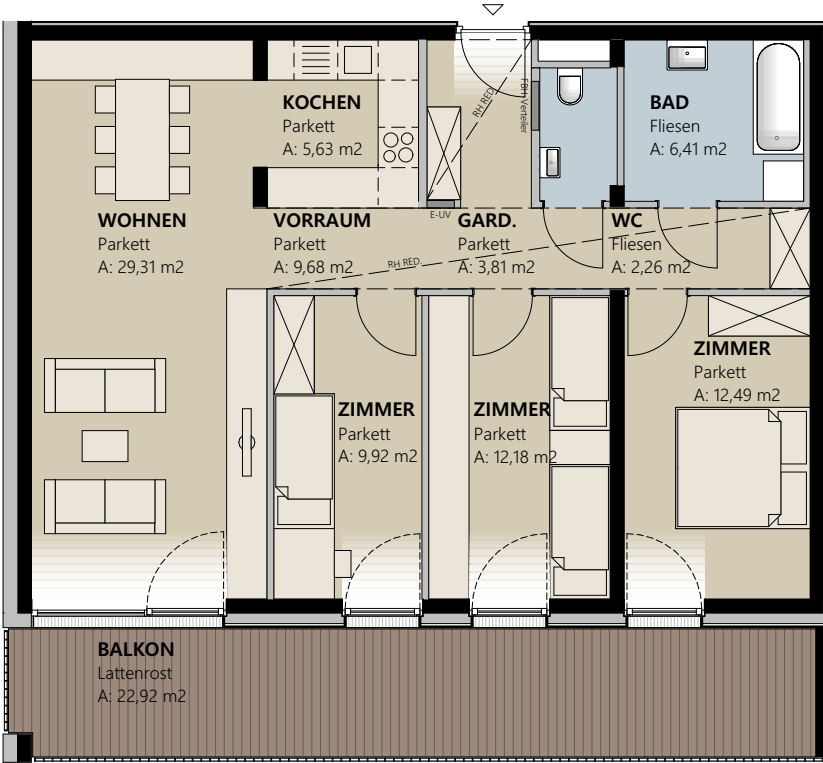 KOCHEN
Parkett
A: 5,63 m2
RH RED.
FBH Verteiler
BAD
Fliesen
A: 6,41 m2
WOHNEN
Parkett
A: 29,31 m2
VORRAUM
Parkett
A: 9,68 m2
E-UV
GARD.
Parkett
A: 3,81 m2
WC
Fliesen
A: 2,26 m2
RH RED.
ZIMMER
Parkett
A: 9,92 m2
ZIMMER
Parkett
A: 12,18 m2
ZIMMER
Parkett
A: 12,49 m2
BALKON
Lattenrost
A: 22,92 m2